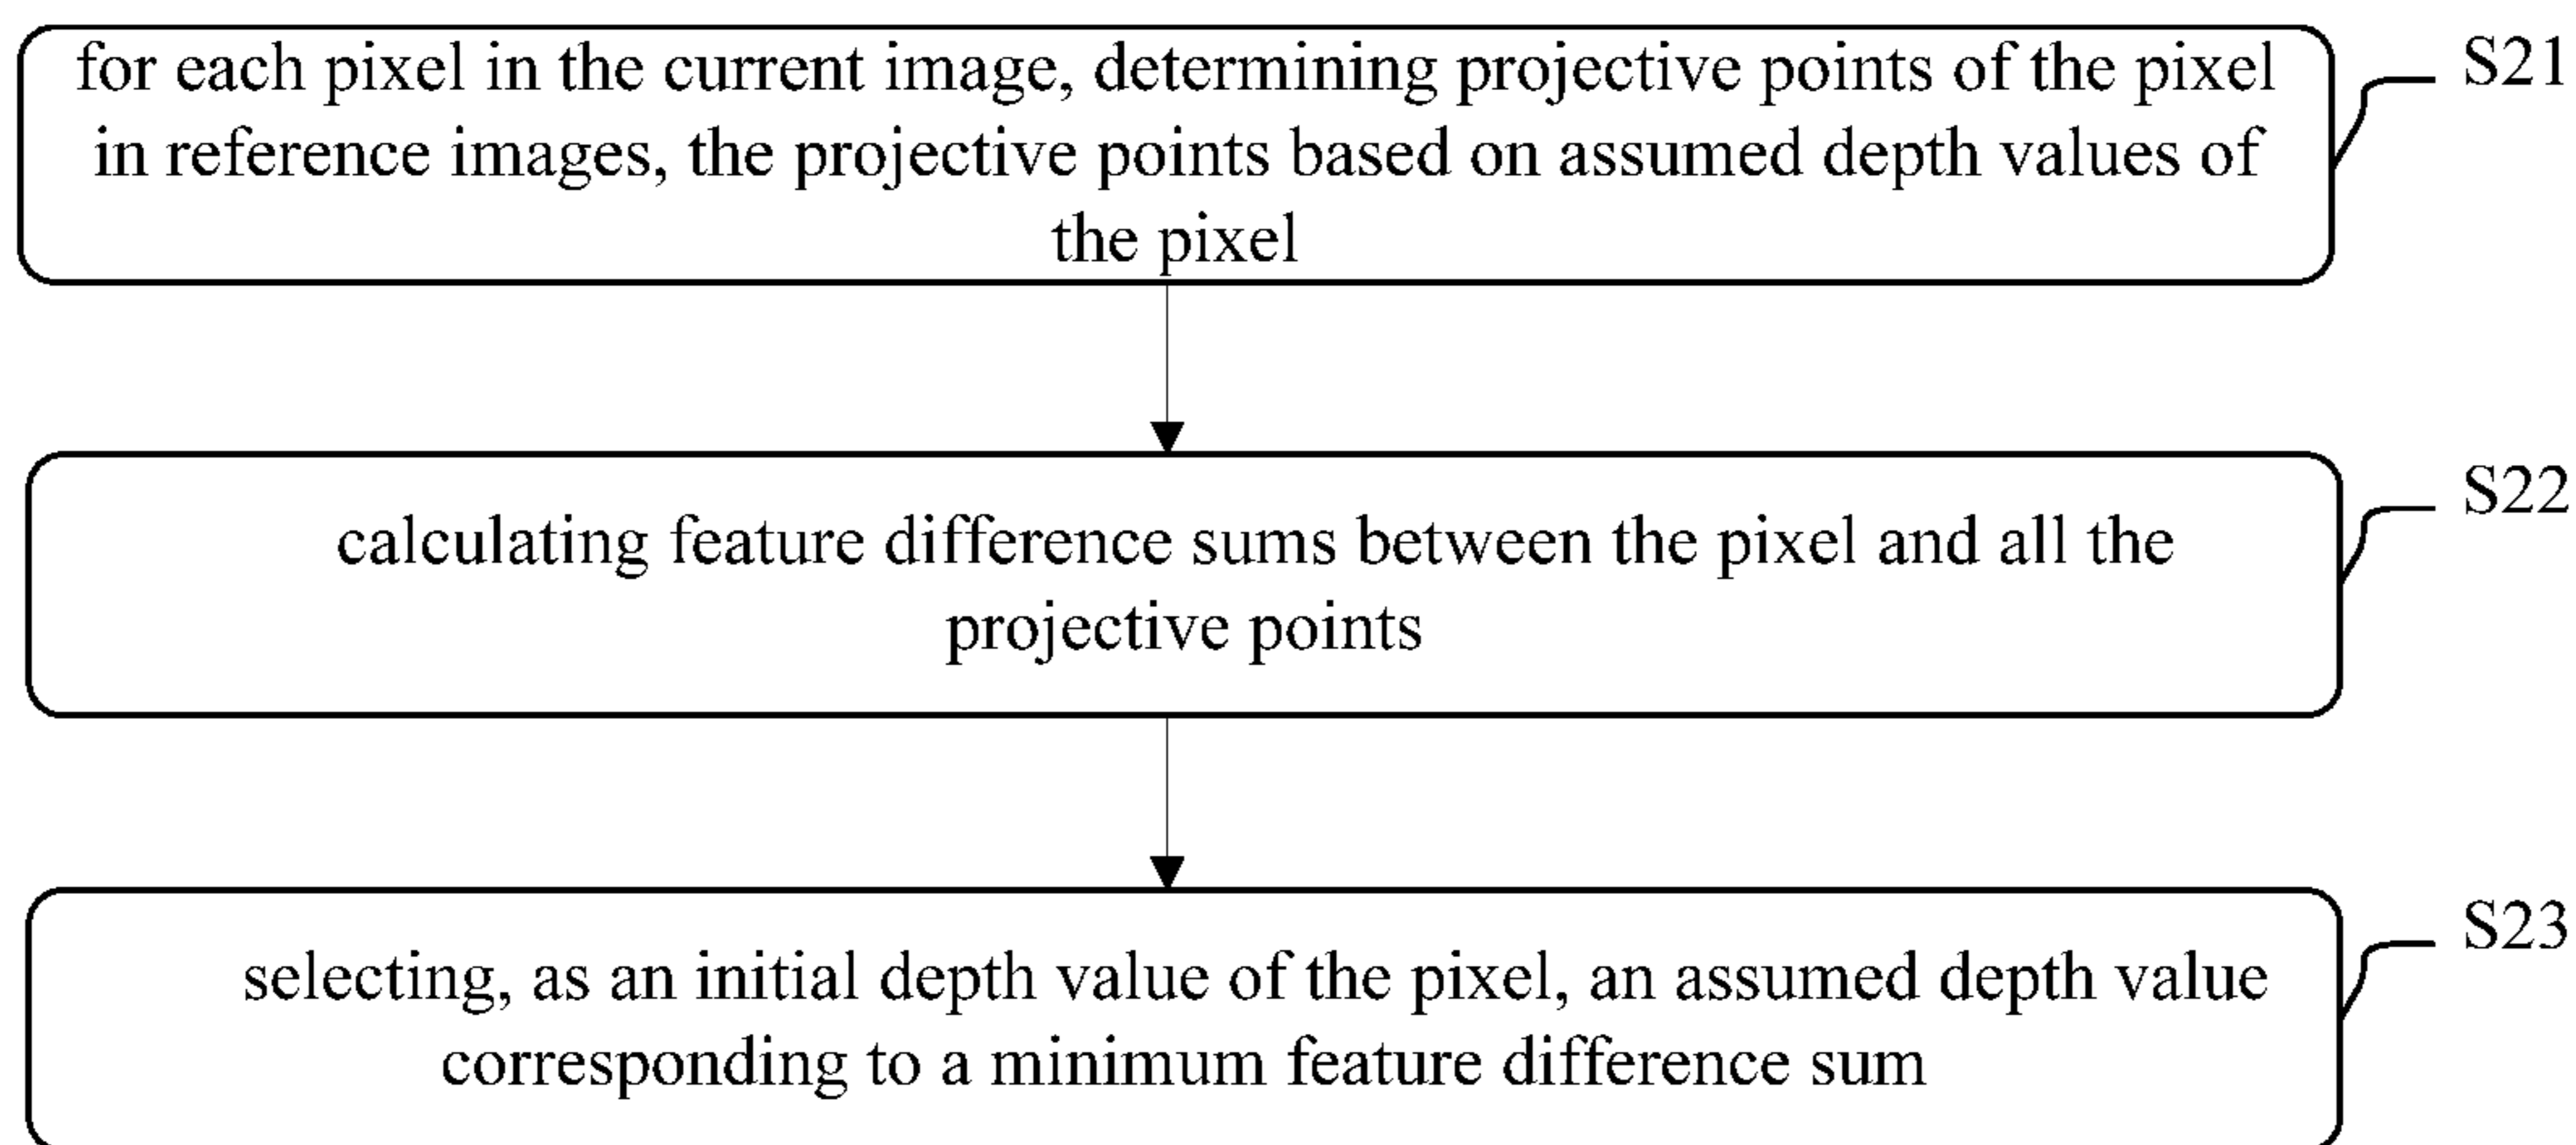 for each pixel in the current image, determining projective points of the pixel
in reference images, the projective points based on assumed depth values of
the pixel
S21
calculating feature difference sums between the pixel and all the
projective points
S22
selecting, as an initial depth value of the pixel, an assumed depth value
corresponding to a minimum feature difference sum
S23